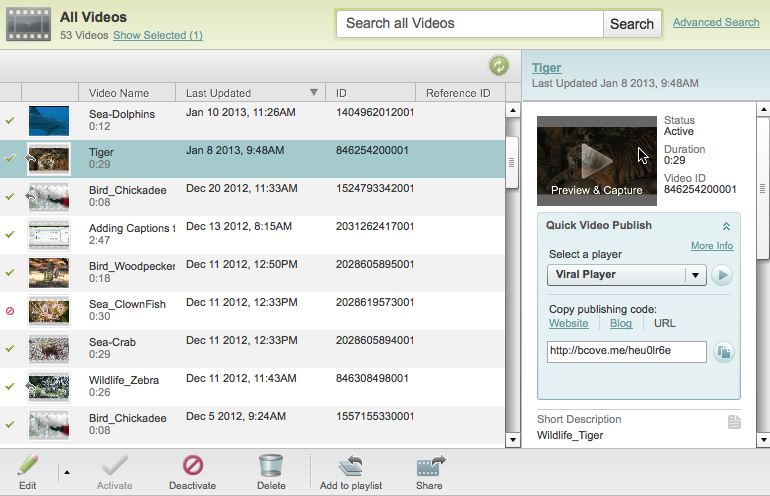 All Videos
53 Videos Show Selected (1)
Search all Videos
Search
Advanced Search
Video Name
Last Updated
ID
Reference ID
Sea-Dolphins
0:12
Jan 10 2013, 11:26AM
1404962012001
Tiger
0:29
Jan 8 2013, 9:48AM
846254200001
Bird_Chickadee
0:08
Dec 20 2012, 11:33AM
1524793342001
Adding Captions t
2:47
Dec 13 2012, 8:15AM
2031262417001
Bird_Woodpecker
0:18
Dec 11 2012, 12:50PM
2028605895001
Sea_ClownFish
0:30
Dec 11 2012, 12:33PM
2028619573001
Sea-Crab
0:29
Dec 11 2012, 12:33PM
2028605894001
Wildlife_Zebra
0:26
Dec 11 2012, 11:43AM
846308498001
Bird_Chickadee
0:08
Dec 5 2012, 9:24AM
1557155330001
Tiger
Last Updated Jan 8 2013, 9:48AM
Preview & Capture
Status
Active
Duration
0:29
Video ID
846254200001
Quick Video Publish
More Info
Select a player
Viral Player
Copy publishing code:
Website Blog URL
http://bcove.me/heu0lr6e
Short Description
Wildlife_Tiger
Edit
Activate
Deactivate
Delete
Add to playlist
Share